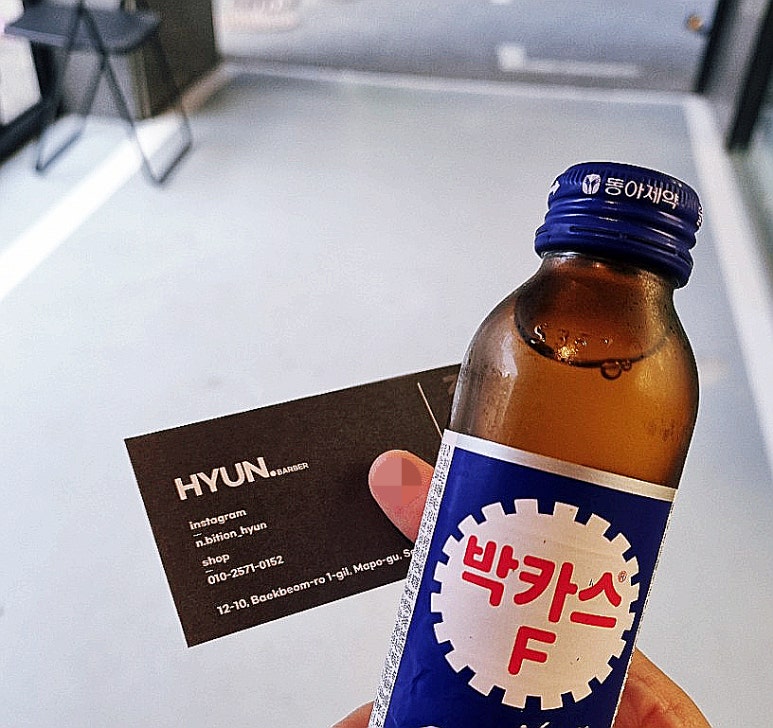 동아제약
HYUN. BARBER
instagram
n.bition_hyun
shop
010-2571-0152
12-10, Baekbeom-ro 1-gil, Mapo-gu,
박카스®
F